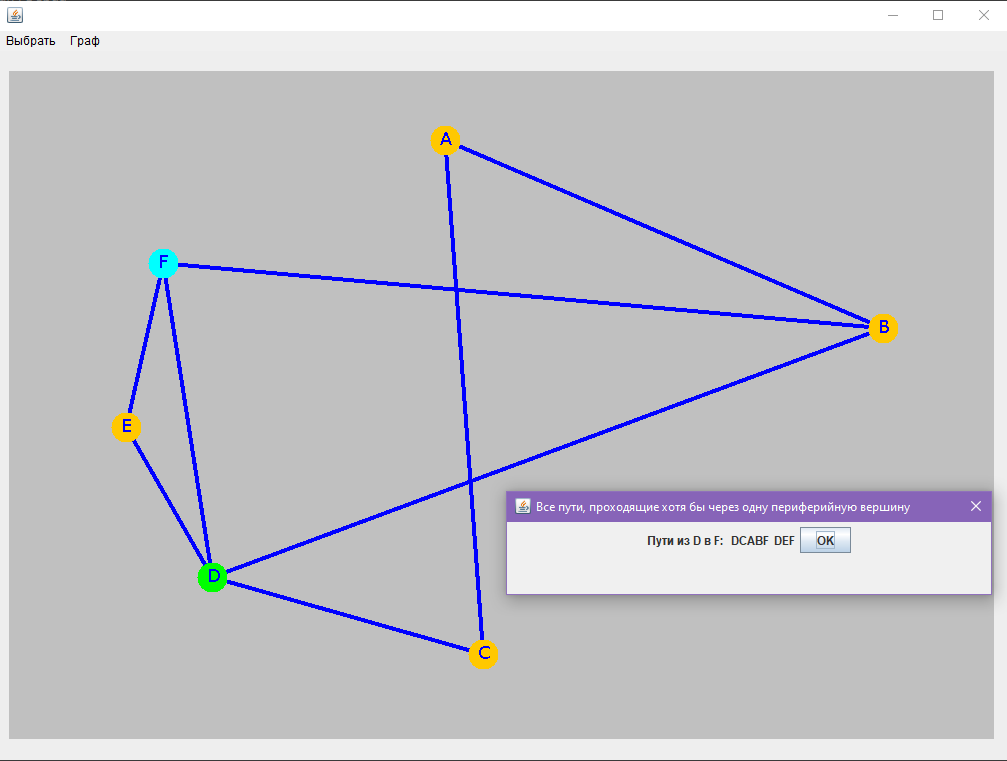 Выбрать Граф
A
F
B
E
Все пути, проходящие хотя бы через одну периферийную вершину
Пути из D в F: DCABF DEF OK
D
C